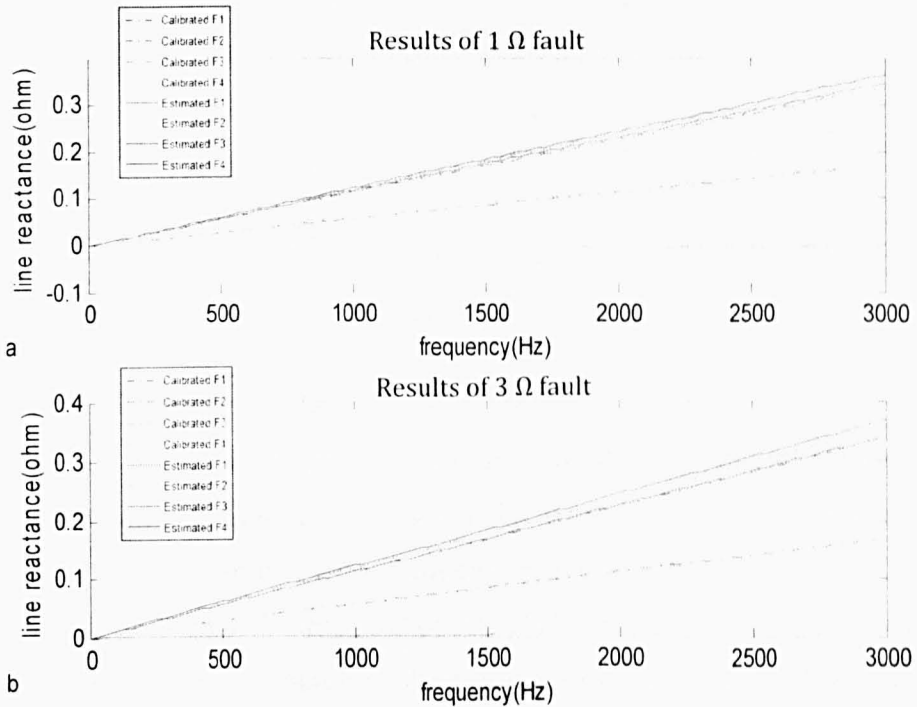 Calibrated F1
Calibrated F2
Calibrated F3
Calibrated F4
Estimated F1
Estimated F2
Estimated F3
Estimated F4
Results of 1 Ω fault
line reactance(ohm)
0.3
0.2
0.1
0
-0.1
0
500
1000
1500
2000
2500
3000
frequency(Hz)
a
Calibrated F1
Calibrated F2
Calibrated F3
Calibrated F1
Estimated F1
Estimated F2
Estimated F3
Estimated F4
Results of 3 Ω fault
line reactance(ohm)
0.4
0.3
0.2
0.1
0
0
500
1000
1500
2000
2500
3000
frequency(Hz)
b